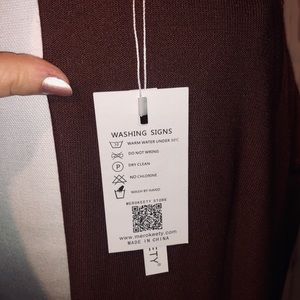 WASHING SIGNS
WARM WATER UNDER 30°C
DO NOT WRING
P DRY CLEAN
NO CHLORINE
WASH BY HAND
MEROKEETY STORE
www.merokeety.com
MADE IN CHINA
ETY